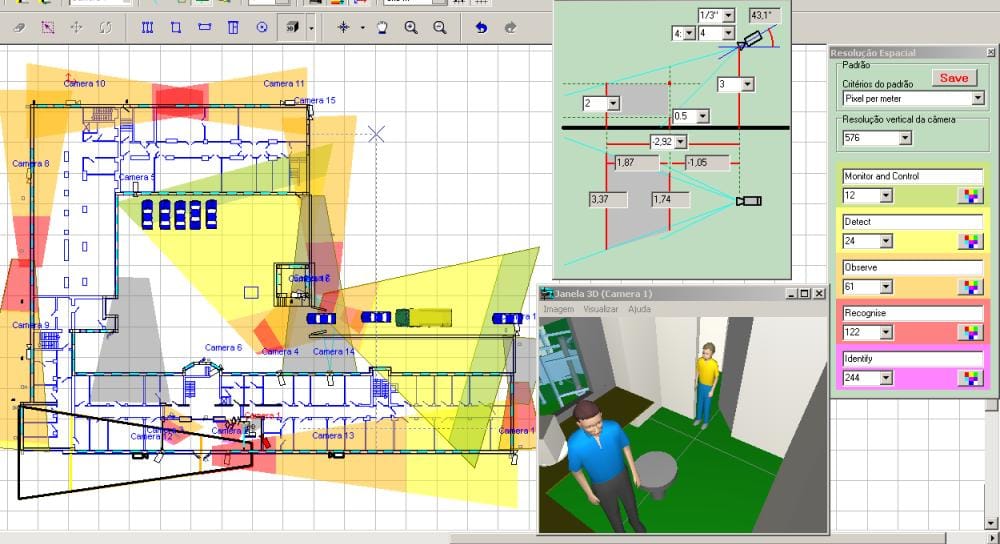 1/3"
43,1°
4:
4
3
2
0.5
-2,92
1,87
-1,05
3,37
1,74
Resolução Espacial
Padrão
Critérios do padrão
Save
Pixel per meter
Resolução vertical da câmera
576
Monitor and Control
12
Detect
24
Observe
61
Recognise
122
Identify
244
Janela 3D (Camera 1)
Imagem Visualizar Ajuda
Camera 10
Camera 11
Camera 15
Camera 8
Camera 5
Camera 9
Camera 6
Camera 4
Camera 14
Camera 1
Camera 12
Camera 13
3D